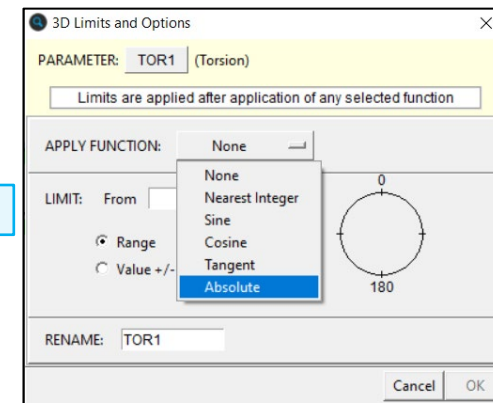 3D Limits and Options
PARAMETER: TOR1 (Torsion)
Limits are applied after application of any selected function
APPLY FUNCTION: None
None
Nearest Integer
Sine
Cosine
Tangent
Absolute
LIMIT: From
Range
Value +/-
0
180
RENAME: TOR1
Cancel OK